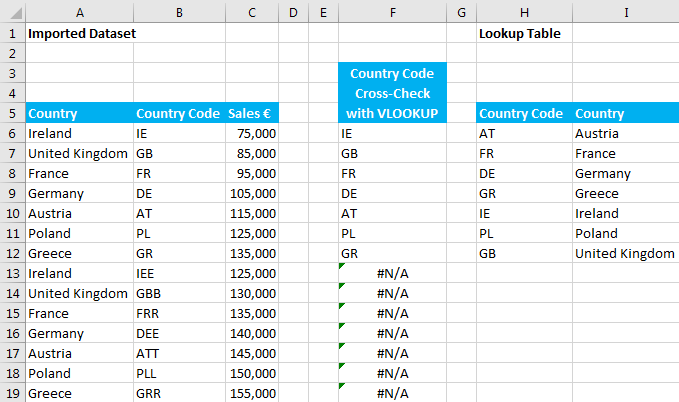 A B C D E F G H I
1 Imported Dataset Lookup Table
2
3 Country Code
4 Cross-Check
5 Country Country Code Sales € with VLOOKUP Country Code Country
6 Ireland IE 75,000 IE AT Austria
7 United Kingdom GB 85,000 GB FR France
8 France FR 95,000 FR DE Germany
9 Germany DE 105,000 DE GR Greece
10 Austria AT 115,000 AT IE Ireland
11 Poland PL 125,000 PL PL Poland
12 Greece GR 135,000 GR GB United Kingdom
13 Ireland IEE 125,000 #N/A
14 United Kingdom GBB 130,000 #N/A
15 France FRR 135,000 #N/A
16 Germany DEE 140,000 #N/A
17 Austria ATT 145,000 #N/A
18 Poland PLL 150,000 #N/A
19 Greece GRR 155,000 #N/A